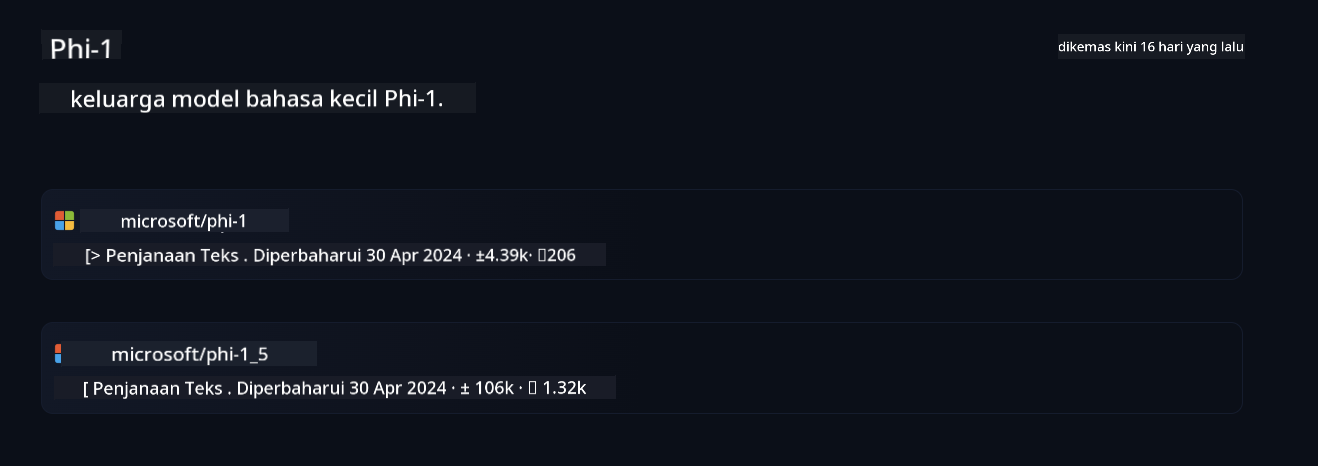 Phi-1
dikemas kini 16 hari yang lalu
keluarga model bahasa kecil Phi-1.
microsoft/phi-1
[> Penjanaan Teks . Diperbaharui 30 Apr 2024 · ±4.39k· 206
microsoft/phi-1_5
[ Penjanaan Teks . Diperbaharui 30 Apr 2024 · ± 106k · 1.32k